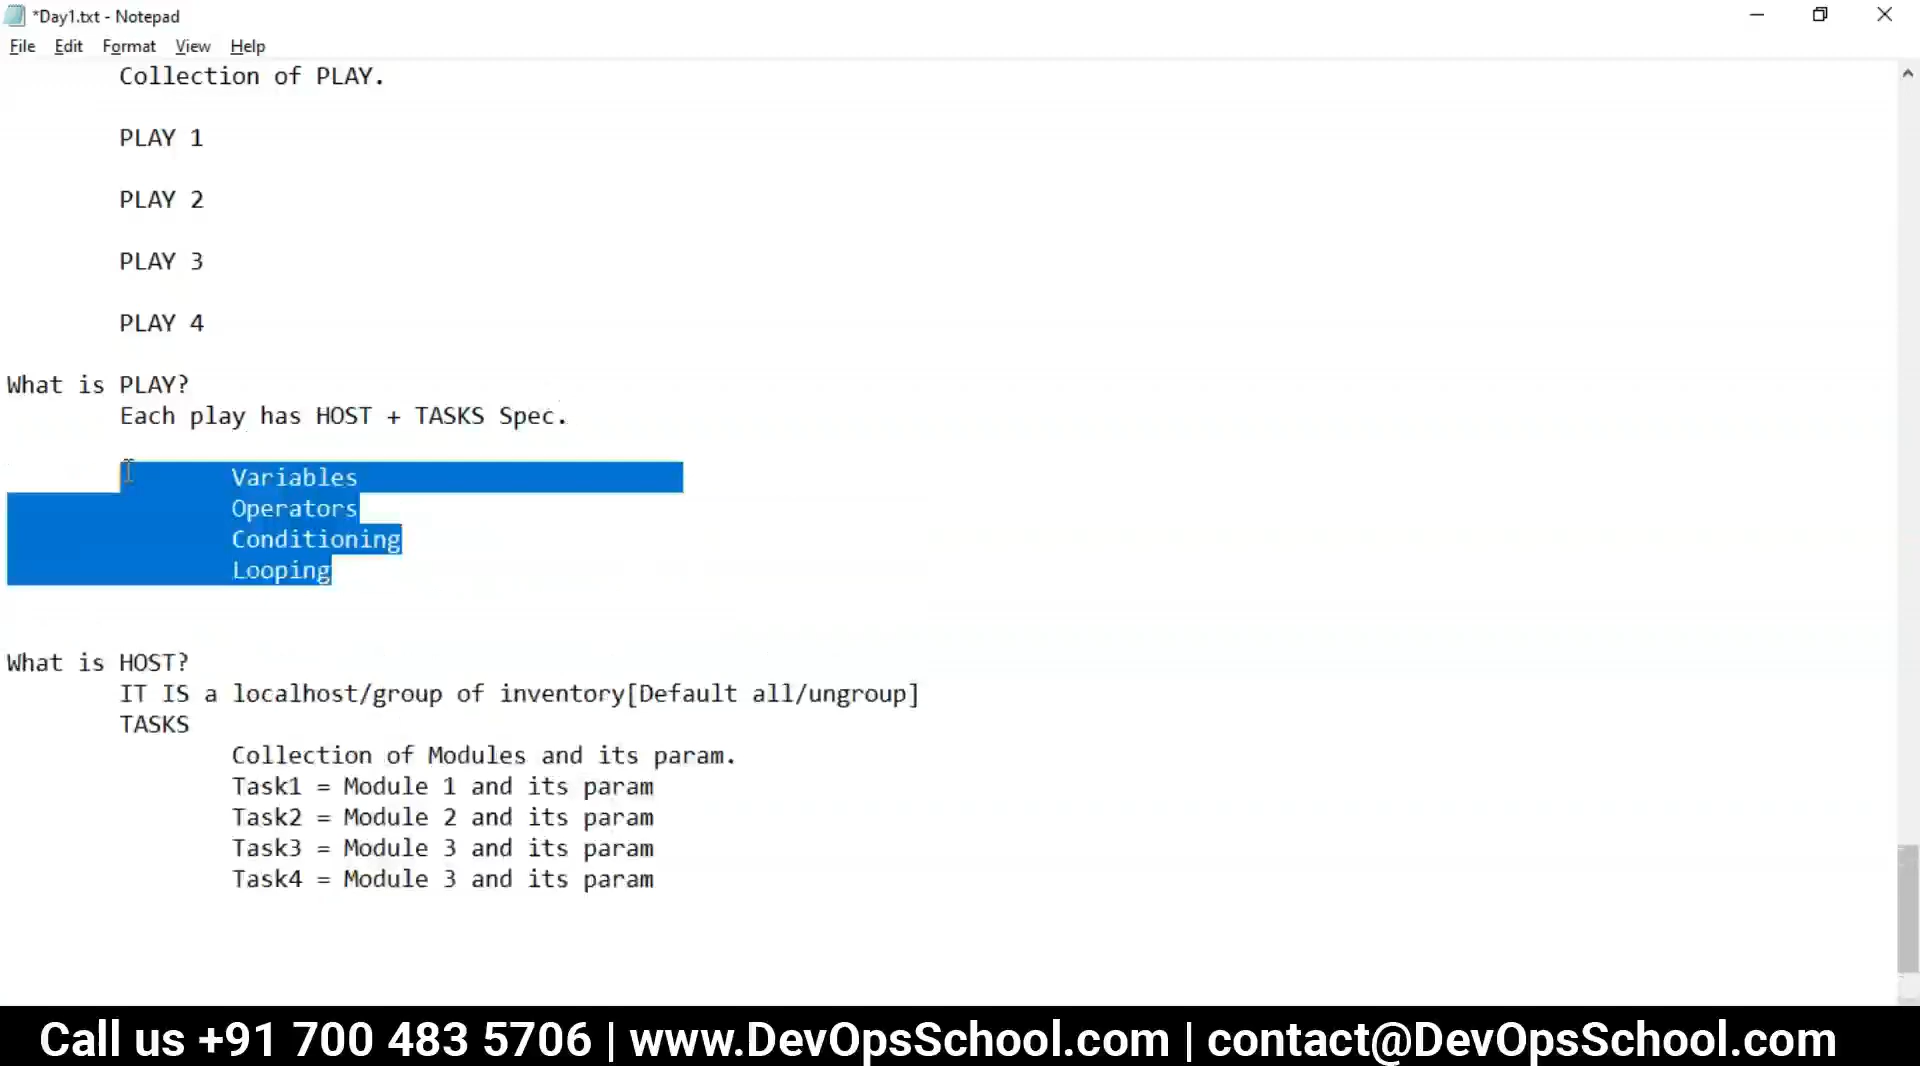 *Day1.txt - Notepad
File Edit Format View Help
Collection of PLAY.
PLAY 1
PLAY 2
PLAY 3
PLAY 4
What is PLAY?
Each play has HOST + TASKS Spec.
Variables
Operators
Conditioning
Looping
What is HOST?
IT IS a localhost/group of inventory[Default all/ungroup]
TASKS
Collection of Modules and its param.
Task1 = Module 1 and its param
Task2 = Module 2 and its param
Task3 = Module 3 and its param
Task4 = Module 3 and its param
Call us +91 700 483 5706 | www.DevOpsSchool.com | contact@DevOpsSchool.com